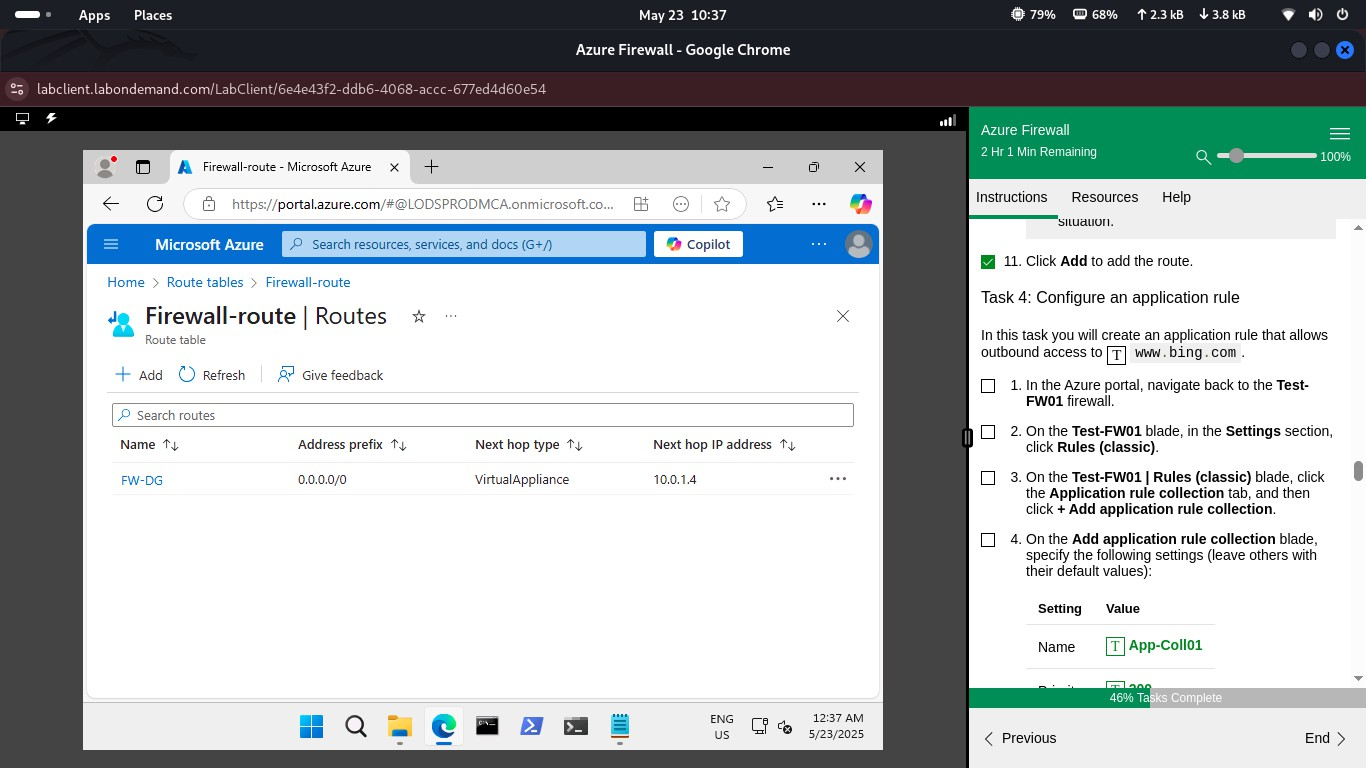 Apps Places May 23 10:37 79% 68% 2.3 kB 3.8 kB
Azure Firewall - Google Chrome
labclient.labondemand.com/LabClient/6e4e43f2-ddb6-4068-accc-677ed4d60e54
Firewall-route - Microsoft Azure
https://portal.azure.com/#@LODSPRODMCA.onmicrosoft.co...
Microsoft Azure
Search resources, services, and docs (G+/)
Copilot
Home > Route tables > Firewall-route
Firewall-route | Routes
Route table
Add Refresh Give feedback
Search routes
Name Address prefix Next hop type Next hop IP address
FW-DG 0.0.0.0/0 VirtualAppliance 10.0.1.4
ENG
US
12:37 AM
5/23/2025
Azure Firewall
2 Hr 1 Min Remaining
100%
Instructions Resources Help
situation.
11. Click Add to add the route.
Task 4: Configure an application rule
In this task you will create an application rule that allows
outbound access to T www.bing.com .
1. In the Azure portal, navigate back to the Test-
FW01 firewall.
2. On the Test-FW01 blade, in the Settings section,
click Rules (classic).
3. On the Test-FW01 | Rules (classic) blade, click
the Application rule collection tab, and then
click + Add application rule collection.
4. On the Add application rule collection blade,
specify the following settings (leave others with
their default values):
Setting Value
Name T App-Coll01
46% Tasks Complete
Previous End